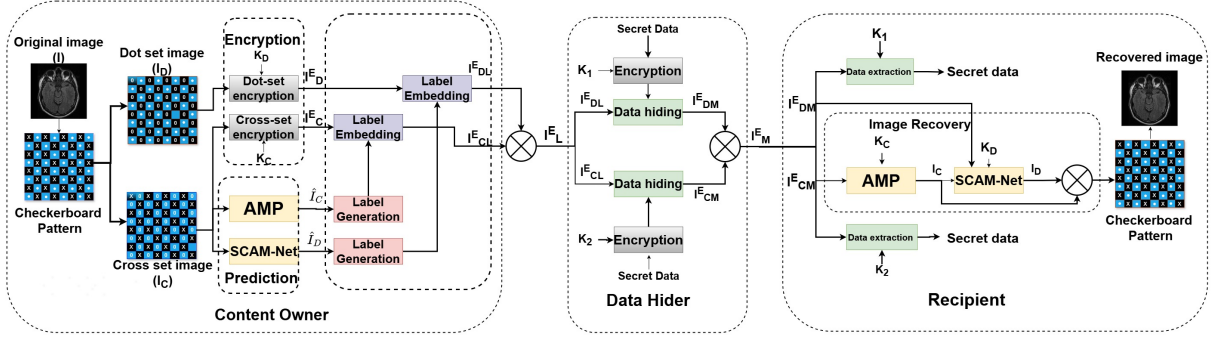 Original image
(I)
Checkerboard
Pattern
Dot set image
(I_D)
Cross set image
(I_C)
Encryption
K_D
Dot-set
encryption
Cross-set
encryption
K_C
I^E_D
I^E_C
AMP
SCAM-Net
Prediction
Î_C
Î_D
Label
Generation
Label
Generation
Label
Embedding
Label
Embedding
I^E_DL
I^E_CL
Content Owner
I^E_L
Secret Data
K_1
Encryption
I^E_DL
Data hiding
I^E_DM
I^E_CL
Data hiding
I^E_CM
K_2
Encryption
Secret Data
Data Hider
I^E_M
K_1
Data extraction
Secret data
I^E_DM
Image Recovery
K_C
K_D
I^E_CM
AMP
I_C
SCAM-Net
I_D
Data extraction
Secret data
K_2
Recipient
Recovered image
Checkerboard
Pattern